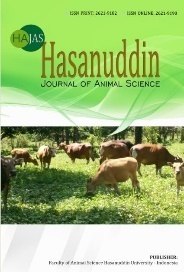 ISSN PRINT: 2621-9182 ISSN ONLINE: 2621-9190
HAJAS
Hasanuddin
JOURNAL OF ANIMAL SCIENCE
PUBLISHER:
Faculty of Animal Science Hasanuddin University - Indonesia